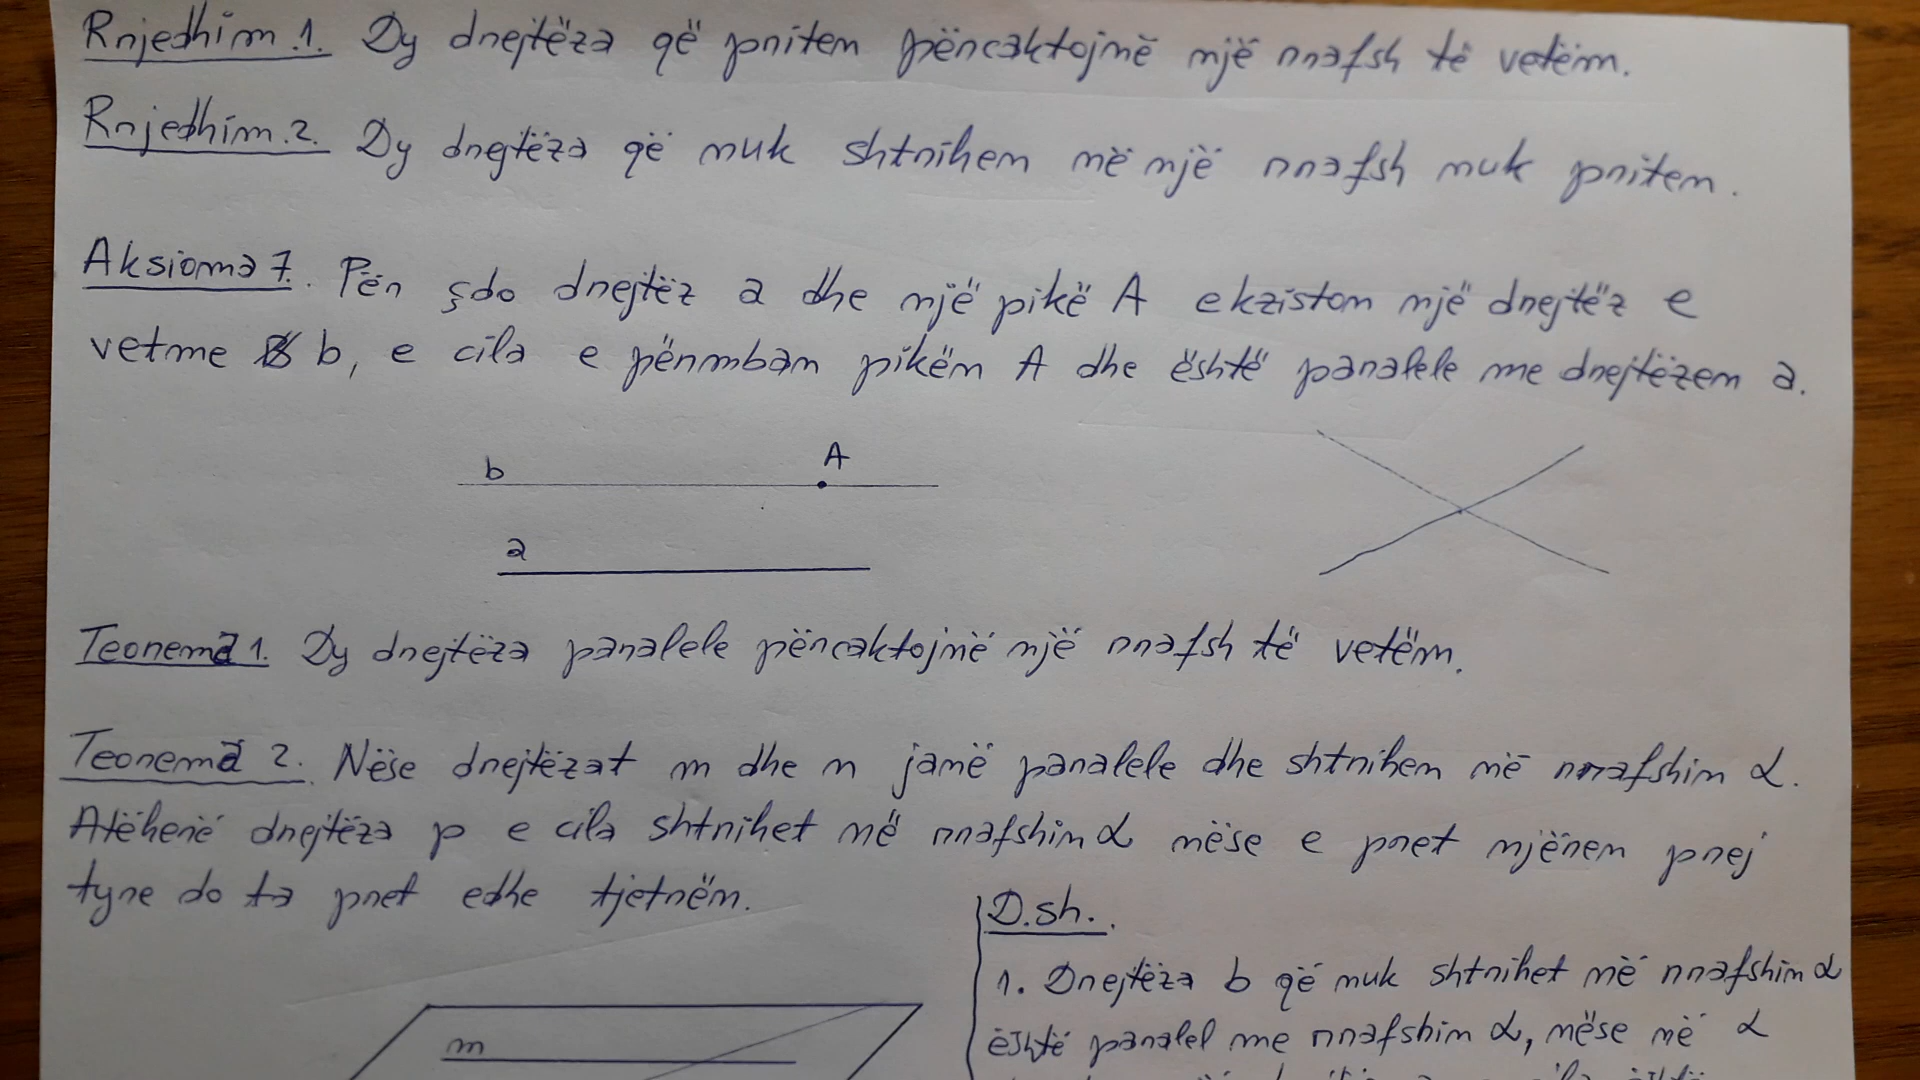 Rrjedhim 1. Dy drejtëza që priten përcaktojnë një rrafsh të vetëm.
Rrjedhim 2. Dy drejtëza që nuk shtrihen në një rrafsh nuk priten.
Aksioma 7. Për çdo drejtëz a dhe një pikë A ekziston një drejtëz e
vetme b, e cila e përmban pikën A dhe është paralele me drejtëzen a.
b A
a
Teorema 1. Dy drejtëza paralele përcaktojnë një rrafsh të vetëm.
Teorema 2. Nëse drejtëzat m dhe n janë paralele dhe shtrihen në rrafshin α.
Atëherë drejtëza p e cila shtrihet në rrafshin α nëse e pret njërën prej
tyre do ta pret edhe tjetrën.
D.sh.
1. Drejtëza b që nuk shtrihet në rrafshin α
është paralel me rrafshin α, nëse në α
m